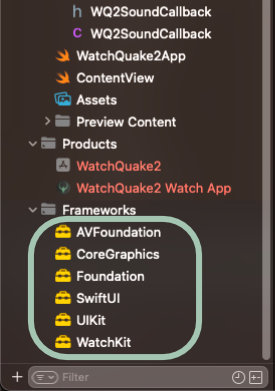 h WQ2SoundCallback
C WQ2SoundCallback
WatchQuake2App
ContentView
Assets
Preview Content
Products
WatchQuake2
WatchQuake2 Watch App
Frameworks
AVFoundation
CoreGraphics
Foundation
SwiftUI
UIKit
WatchKit
Filter